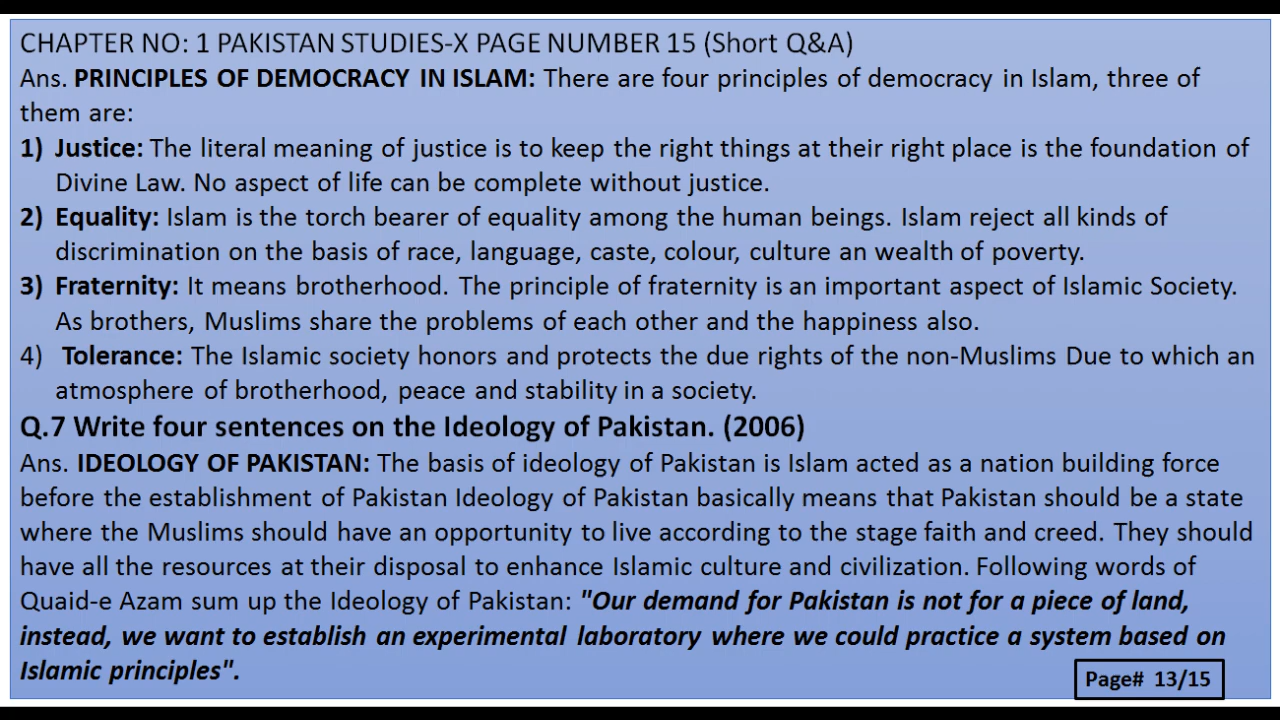 CHAPTER NO: 1 PAKISTAN STUDIES-X PAGE NUMBER 15 (Short Q&A)
Ans. PRINCIPLES OF DEMOCRACY IN ISLAM: There are four principles of democracy in Islam, three of
them are:
1) Justice: The literal meaning of justice is to keep the right things at their right place is the foundation of
Divine Law. No aspect of life can be complete without justice.
2) Equality: Islam is the torch bearer of equality among the human beings. Islam reject all kinds of
discrimination on the basis of race, language, caste, colour, culture an wealth of poverty.
3) Fraternity: It means brotherhood. The principle of fraternity is an important aspect of Islamic Society.
As brothers, Muslims share the problems of each other and the happiness also.
4) Tolerance: The Islamic society honors and protects the due rights of the non-Muslims Due to which an
atmosphere of brotherhood, peace and stability in a society.
Q.7 Write four sentences on the Ideology of Pakistan. (2006)
Ans. IDEOLOGY OF PAKISTAN: The basis of ideology of Pakistan is Islam acted as a nation building force
before the establishment of Pakistan Ideology of Pakistan basically means that Pakistan should be a state
where the Muslims should have an opportunity to live according to the stage faith and creed. They should
have all the resources at their disposal to enhance Islamic culture and civilization. Following words of
Quaid-e Azam sum up the Ideology of Pakistan: "Our demand for Pakistan is not for a piece of land,
instead, we want to establish an experimental laboratory where we could practice a system based on
Islamic principles".
Page# 13/15